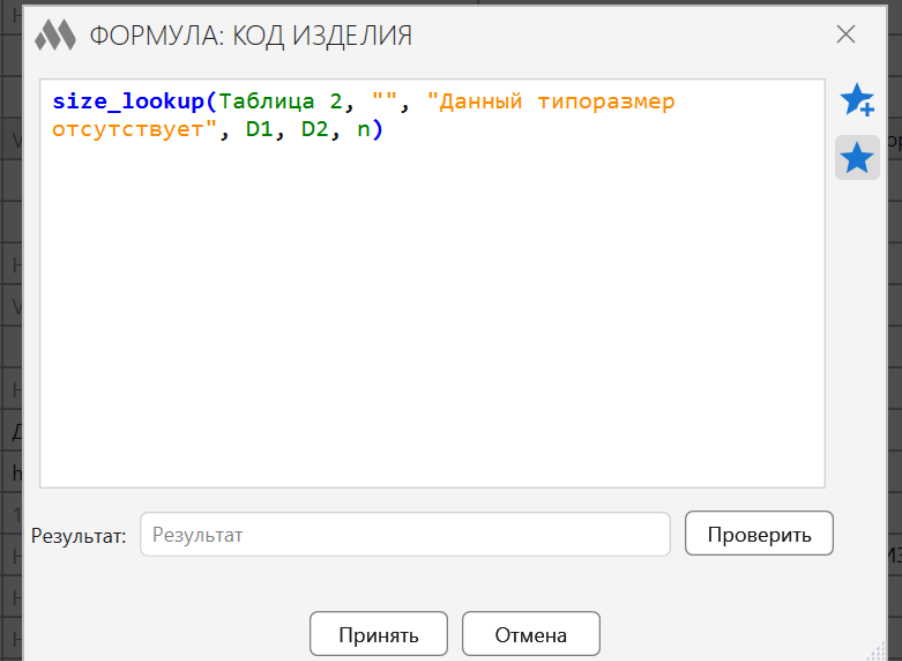 ФОРМУЛА: КОД ИЗДЕЛИЯ
size_lookup(Таблица 2, "", "Данный типоразмер
отсутствует", D1, D2, n)
Результат:
Результат
Проверить
Принять
Отмена